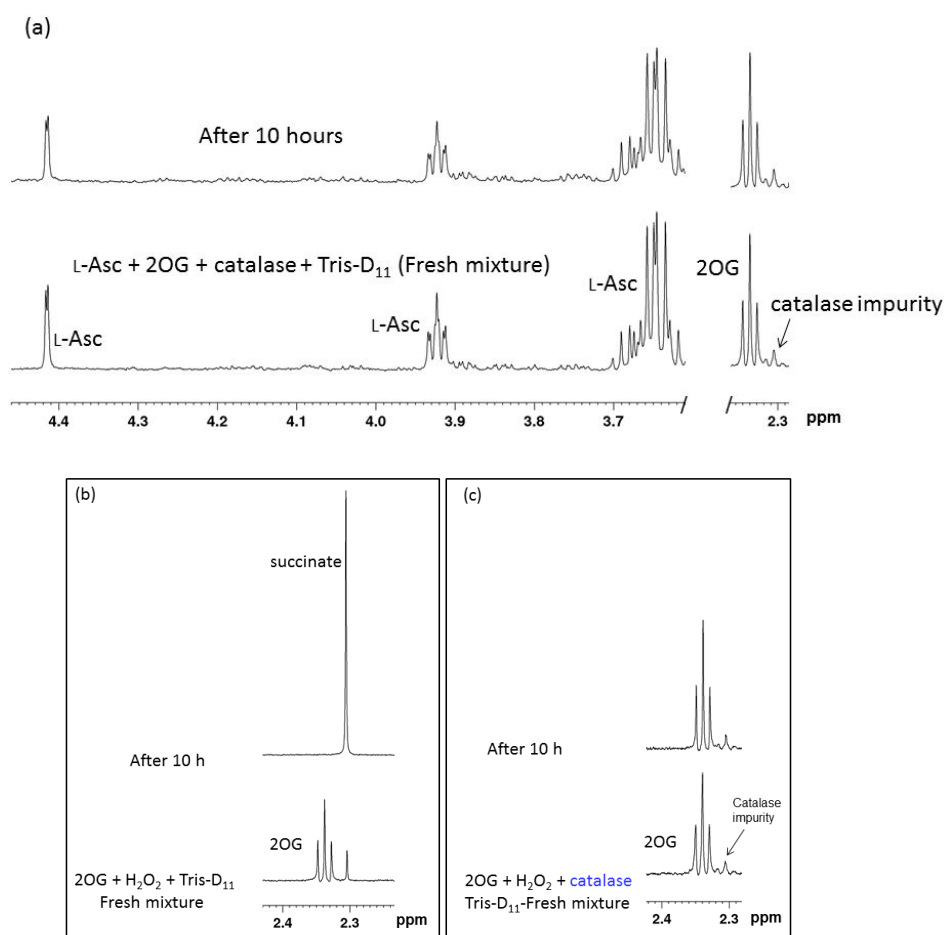 (a)
After 10 hours
L-Asc + 2OG + catalase + Tris-D₁₁ (Fresh mixture)
L-Asc
2OG
catalase impurity
L-Asc
L-Asc
4.4 4.3 4.2 4.1 4.0 3.9 3.8 3.7 2.3 ppm
(b)
succinate
After 10 h
2OG
2OG + H₂O₂ + Tris-D₁₁
Fresh mixture
2.4 2.3 ppm
(c)
After 10 h
Catalase
impurity
2OG
2OG + H₂O₂ + catalase
Tris-D₁₁-Fresh mixture
2.4 2.3 ppm